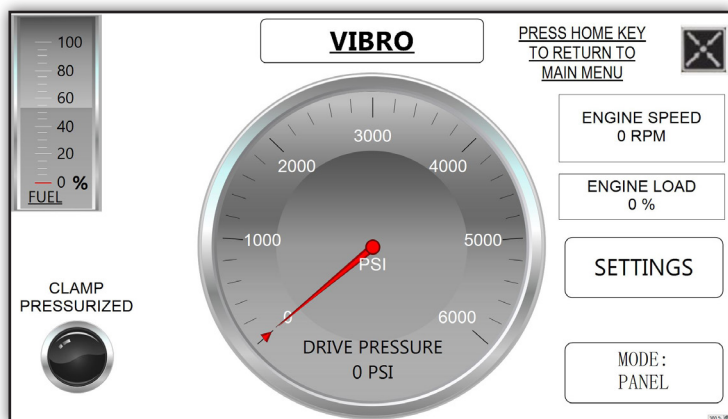 VIBRO
PRESS HOME KEY
TO RETURN TO
MAIN MENU
100
80
60
40
20
0 %
FUEL
ENGINE SPEED
0 RPM
ENGINE LOAD
0 %
SETTINGS
MODE:
PANEL
CLAMP
PRESSURIZED
0
1000
2000
3000
4000
5000
6000
PSI
DRIVE PRESSURE
0 PSI